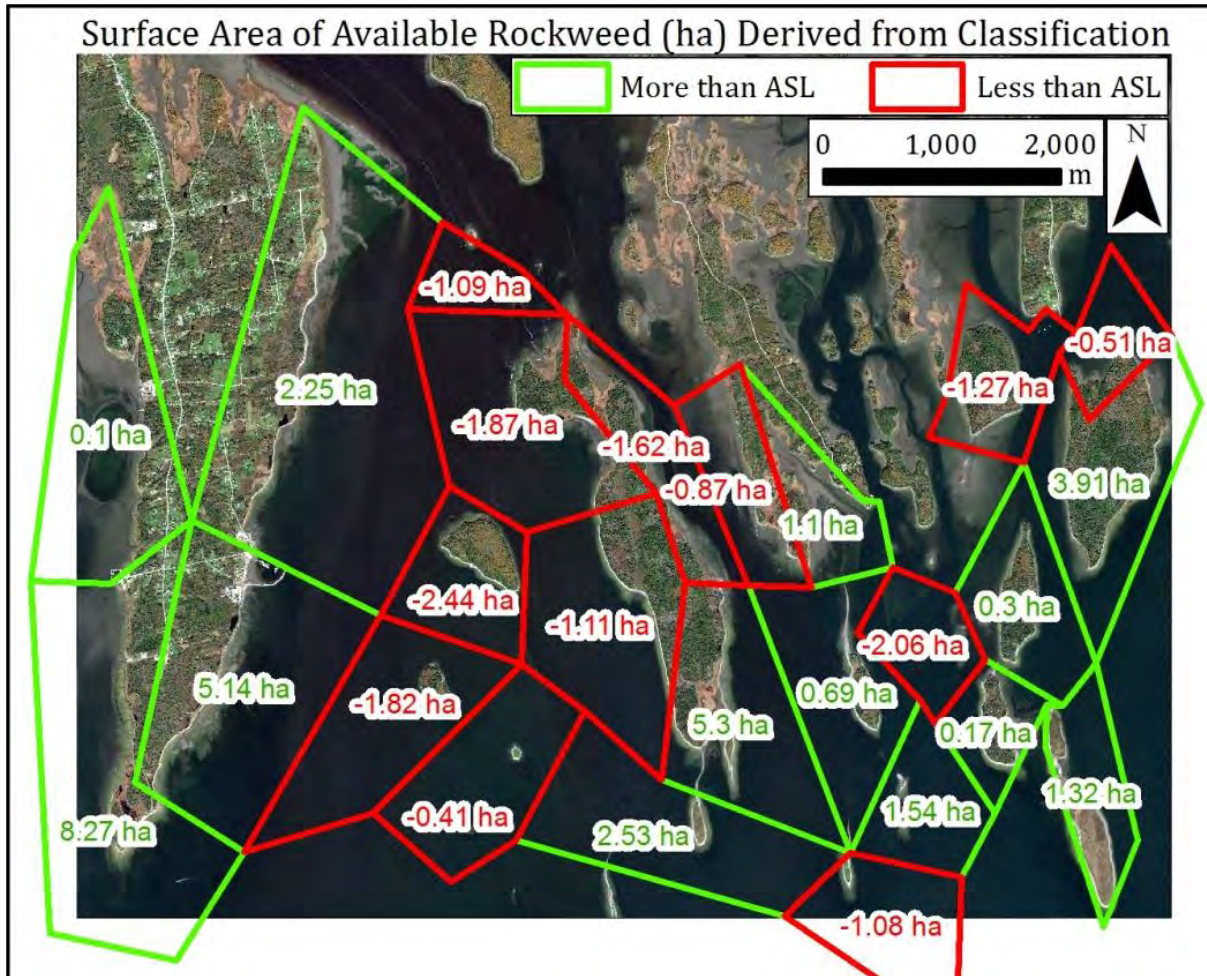 Surface Area of Available Rockweed (ha) Derived from Classification
More than ASL
Less than ASL
0 1,000 2,000
m
N
-1.09 ha
-0.51 ha
-1.27 ha
2.25 ha
0.1 ha
-1.87 ha
-1.62 ha
-0.87 ha
3.91 ha
1.1 ha
-2.44 ha
-1.11 ha
0.3 ha
-2.06 ha
5.14 ha
-1.82 ha
0.69 ha
5.3 ha
0.17 ha
1.32 ha
1.54 ha
-0.41 ha
8.27 ha
2.53 ha
-1.08 ha